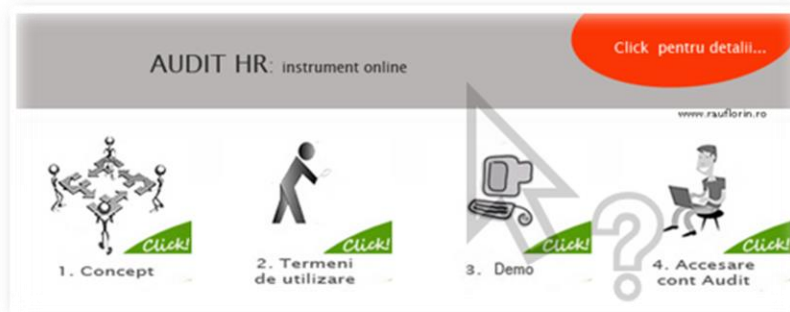 AUDIT HR: instrument online
Click pentru detalii...
www.rauflorin.ro
Click!
Click!
Click!
Click!
1. Concept
2. Termeni
de utilizare
3. Demo
4. Accesare
cont Audit
?